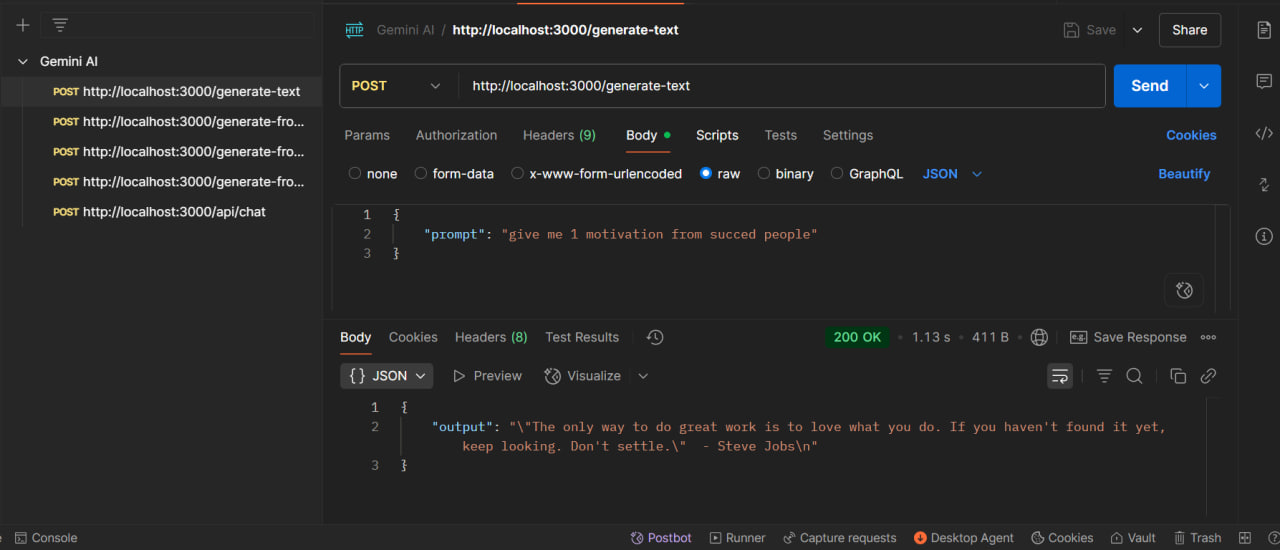 HTTP Gemini AI / http://localhost:3000/generate-text Save Share
Gemini AI
POST http://localhost:3000/generate-text
POST http://localhost:3000/generate-fro...
POST http://localhost:3000/generate-fro...
POST http://localhost:3000/generate-fro...
POST http://localhost:3000/api/chat
POST http://localhost:3000/generate-text Send
Params Authorization Headers (9) Body Scripts Tests Settings Cookies
none form-data x-www-form-urlencoded raw binary GraphQL JSON Beautify
1 {
2 "prompt": "give me 1 motivation from succed people"
3 }
Body Cookies Headers (8) Test Results 200 OK • 1.13 s • 411 B e.g. Save Response
{} JSON Preview Visualize
1 {
2 "output": "\"The only way to do great work is to love what you do. If you haven't found it yet,
keep looking. Don't settle.\"  - Steve Jobs\n"
3 }
Console Postbot Runner Capture requests Desktop Agent Cookies Vault Trash